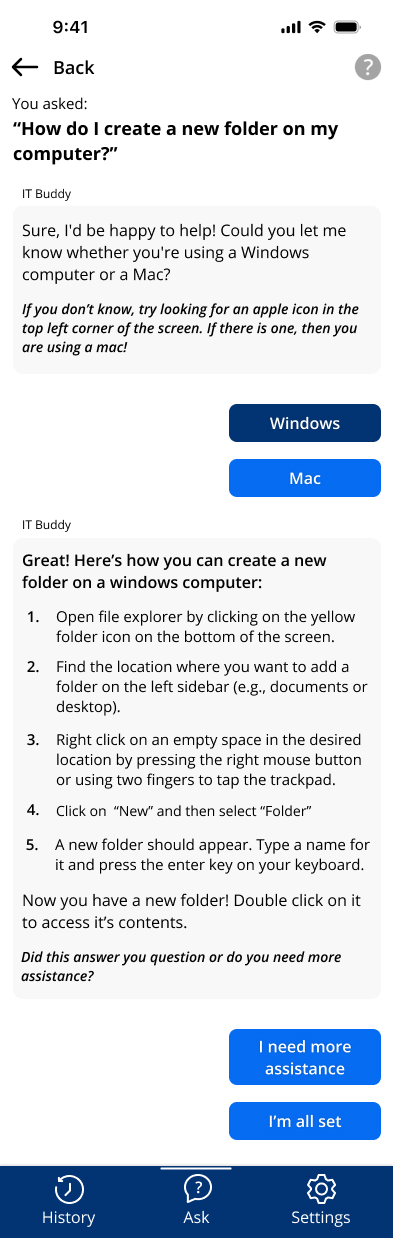 9:41
Back
?
You asked:
“How do I create a new folder on my
computer?”
IT Buddy
Sure, I'd be happy to help! Could you let me
know whether you're using a Windows
computer or a Mac?
If you don’t know, try looking for an apple icon in the
top left corner of the screen. If there is one, then you
are using a mac!
Windows
Mac
IT Buddy
Great! Here’s how you can create a new
folder on a windows computer:
1. Open file explorer by clicking on the yellow
folder icon on the bottom of the screen.
2. Find the location where you want to add a
folder on the left sidebar (e.g., documents or
desktop).
3. Right click on an empty space in the desired
location by pressing the right mouse button
or using two fingers to tap the trackpad.
4. Click on “New” and then select “Folder”
5. A new folder should appear. Type a name for
it and press the enter key on your keyboard.
Now you have a new folder! Double click on it
to access it’s contents.
Did this answer you question or do you need more
assistance?
I need more
assistance
I’m all set
?
History
Ask
Settings